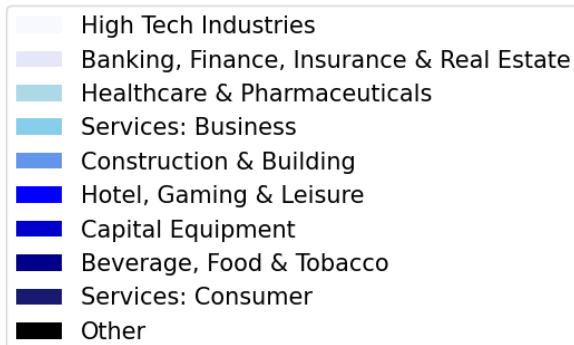 High Tech Industries
Banking, Finance, Insurance & Real Estate
Healthcare & Pharmaceuticals
Services: Business
Construction & Building
Hotel, Gaming & Leisure
Capital Equipment
Beverage, Food & Tobacco
Services: Consumer
Other